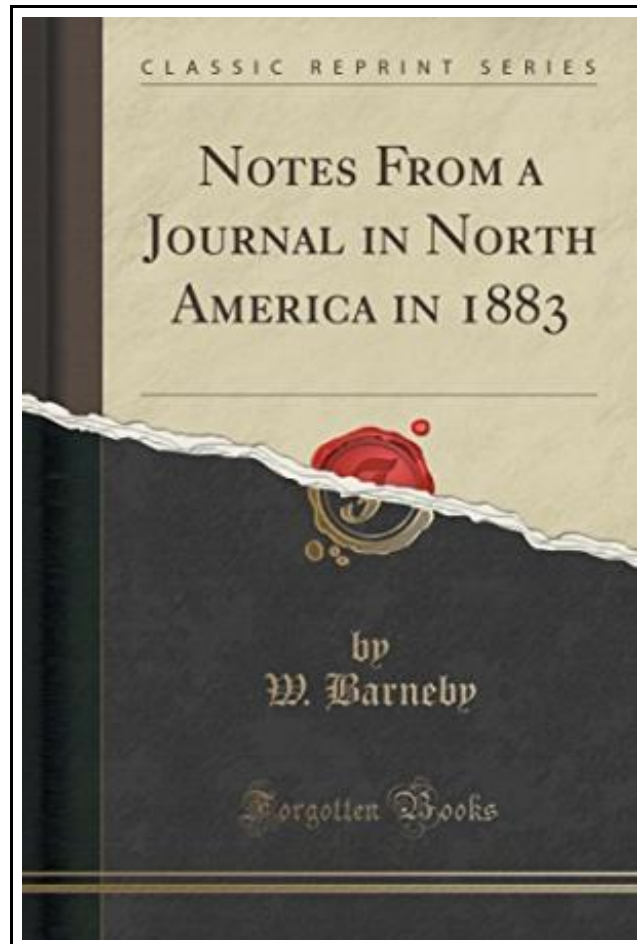 CLASSIC REPRINT SERIES
NOTES FROM A
JOURNAL IN NORTH
AMERICA IN 1883
F
by
W. Barneby
Forgotten Books